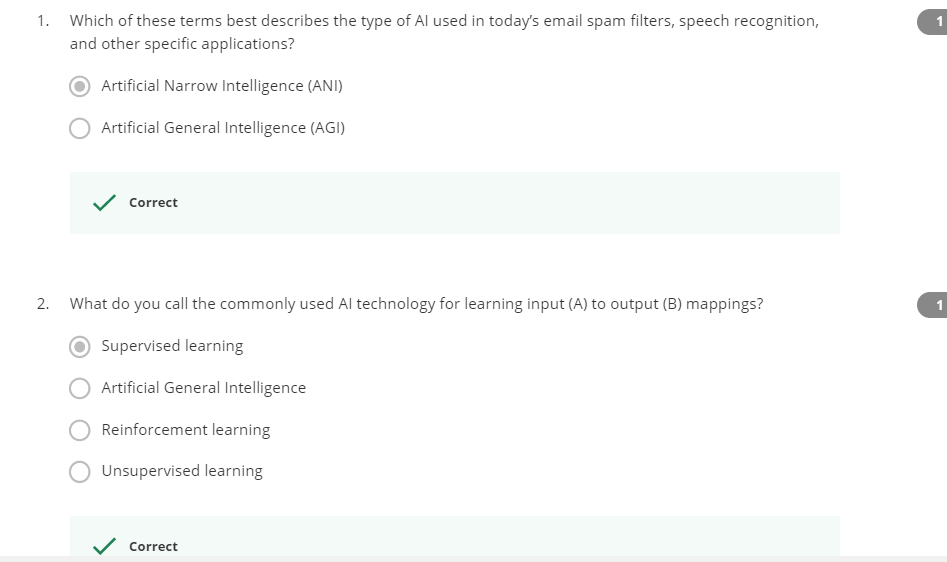 1. Which of these terms best describes the type of AI used in today's email spam filters, speech recognition, 1
and other specific applications?
Artificial Narrow Intelligence (ANI)
Artificial General Intelligence (AGI)
Correct
2. What do you call the commonly used AI technology for learning input (A) to output (B) mappings? 1
Supervised learning
Artificial General Intelligence
Reinforcement learning
Unsupervised learning
Correct